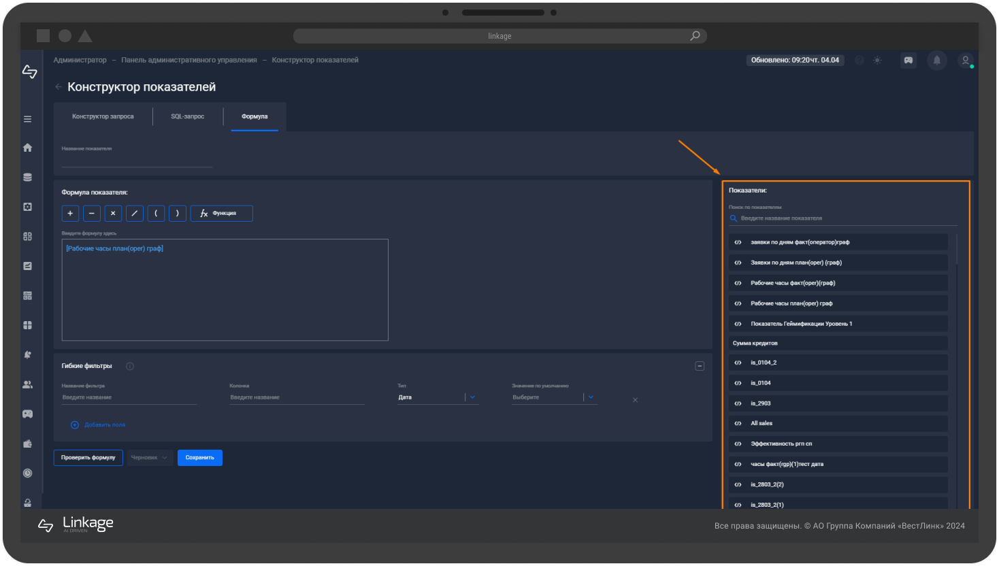 linkage
Администратор – Панель административного управления – Конструктор показателей
Обновлено: 09:20чт. 04.04
Конструктор показателей
Конструктор запроса
SQL-запрос
Формула
Название показателя
Формула показателя:
+ − × / ( ) fx Функция
Введите формулу здесь
[Рабочие часы план(oper) граф]
Гибкие фильтры
Название фильтра
Колонка
Тип
Значение по умолчанию
Введите название
Введите название
Дата
Выберите
Добавить поля
Проверить формулу
Черновик
Сохранить
Показатели:
Поиск по показателям
Введите название показателя
заявки по дням факт(оператор)граф
Заявки по дням план(oper) (граф)
Рабочие часы факт(oper)(граф)
Рабочие часы план(oper) граф
Показатель Геймификации Уровень 1
Сумма кредитов
is_0104_2
is_0104
is_2903
All sales
Эффективность ргп сп
часы факт(rgp)(1)тест дата
is_2803_2(2)
is_2803_2(1)
Linkage
AI DRIVEN
Все права защищены. © АО Группа Компаний «ВестЛинк» 2024